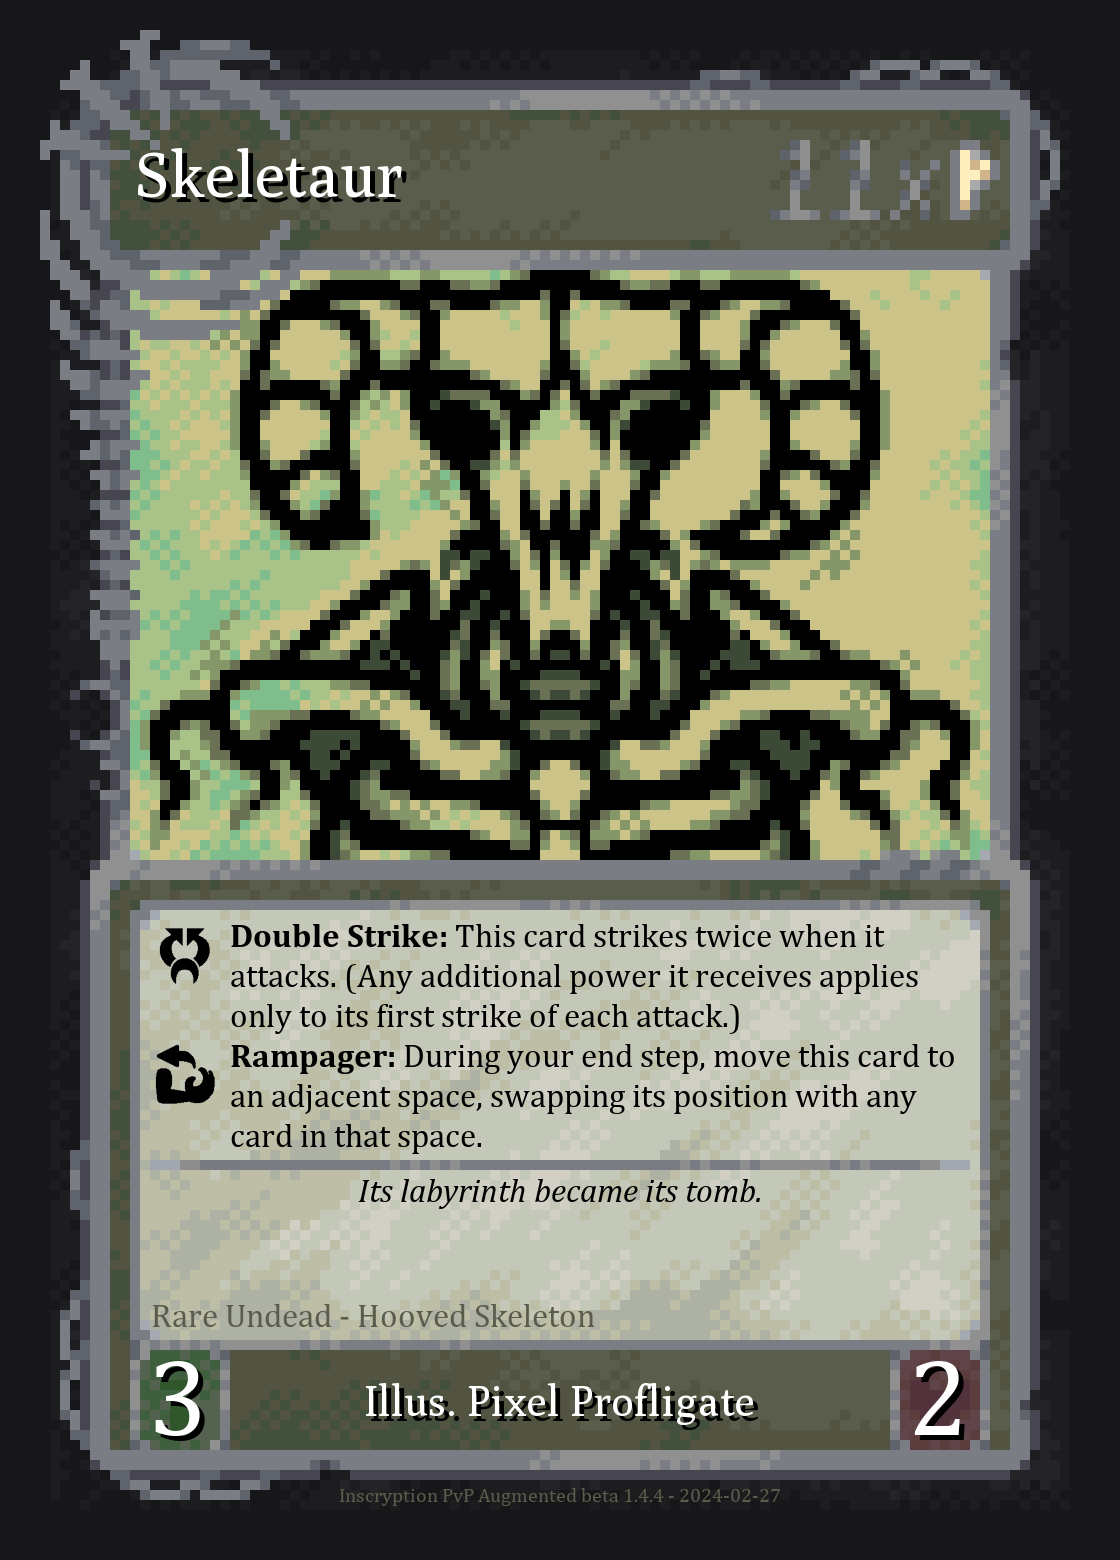 Skeletaur
11x
Double Strike: This card strikes twice when it
attacks. (Any additional power it receives applies
only to its first strike of each attack.)
Rampager: During your end step, move this card to
an adjacent space, swapping its position with any
card in that space.
Its labyrinth became its tomb.
Rare Undead - Hooved Skeleton
3
Illus. Pixel Profligate
2
Inscryption PvP Augmented beta 1.4.4 - 2024-02-27